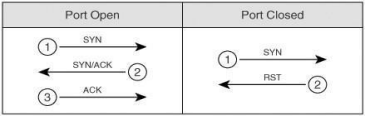 Port Open
Port Closed
1 SYN
SYN/ACK 2
3 ACK
1 SYN
RST 2